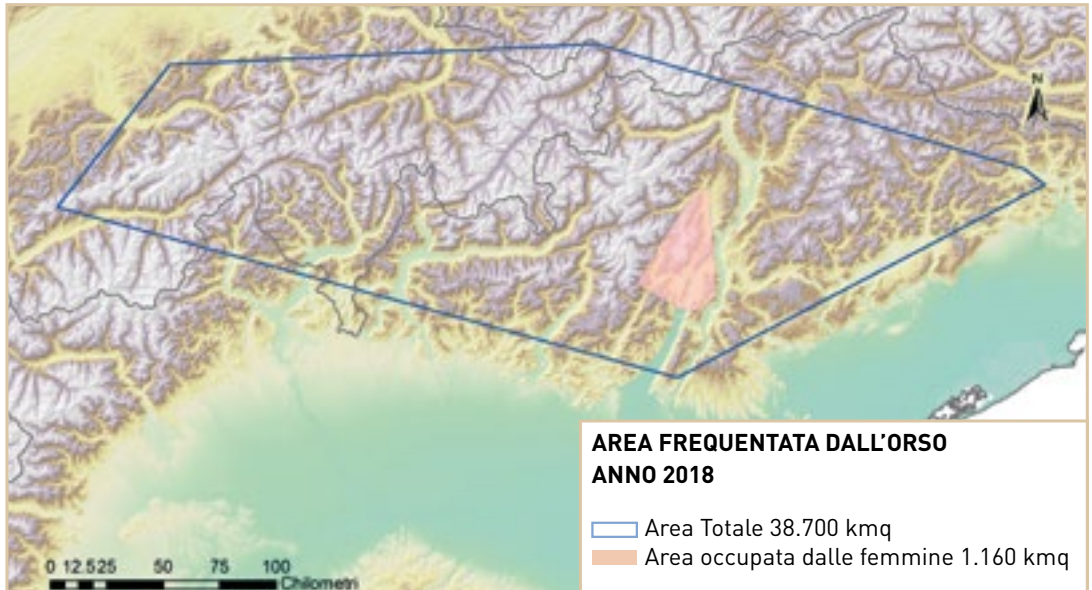 N
AREA FREQUENTATA DALL'ORSO
ANNO 2018
Area Totale 38.700 kmq
Area occupata dalle femmine 1.160 kmq
0 12.525 50 75 100
Chilometri